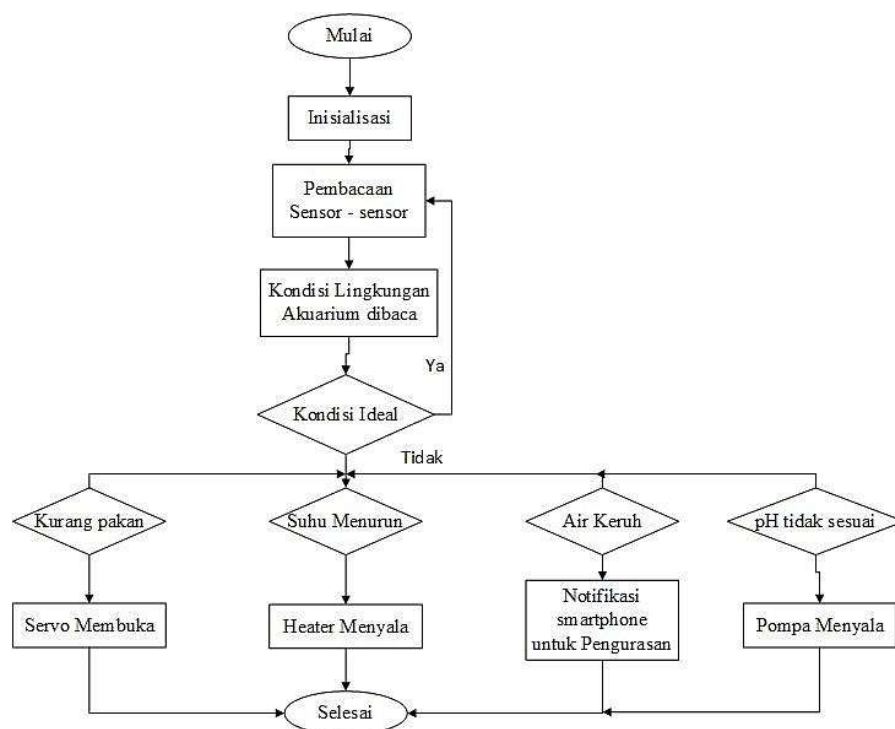 Mulai
Inisialisasi
Pembacaan
Sensor - sensor
Kondisi Lingkungan
Akuarium dibaca
Ya
Kondisi Ideal
Tidak
Kurang pakan
Suhu Menurun
Air Keruh
pH tidak sesuai
Servo Membuka
Heater Menyala
Notifikasi
smartphone
untuk Pengurasan
Pompa Menyala
Selesai